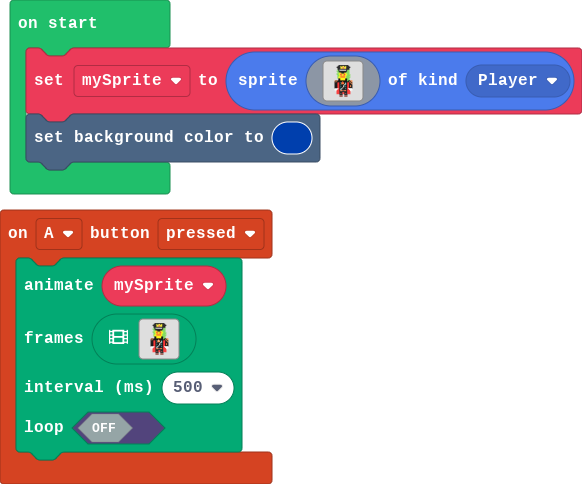 on start
set mySprite to sprite of kind Player
set background color to
on A button pressed
animate mySprite
frames
interval (ms) 500
loop OFF